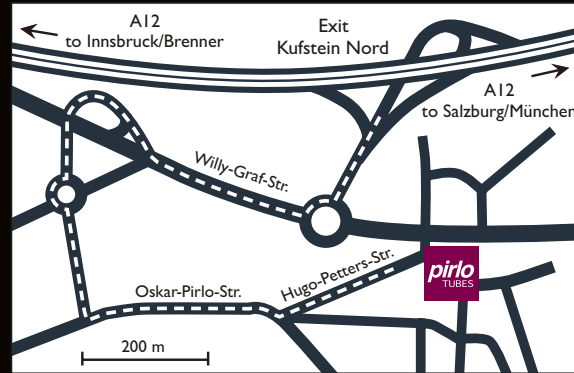 A12
to Innsbruck/Brenner
Exit
Kufstein Nord
A12
to Salzburg/München
Willy-Graf-Str.
Hugo-Petters-Str.
pirlo
TUBES
Oskar-Pirlo-Str.
200 m